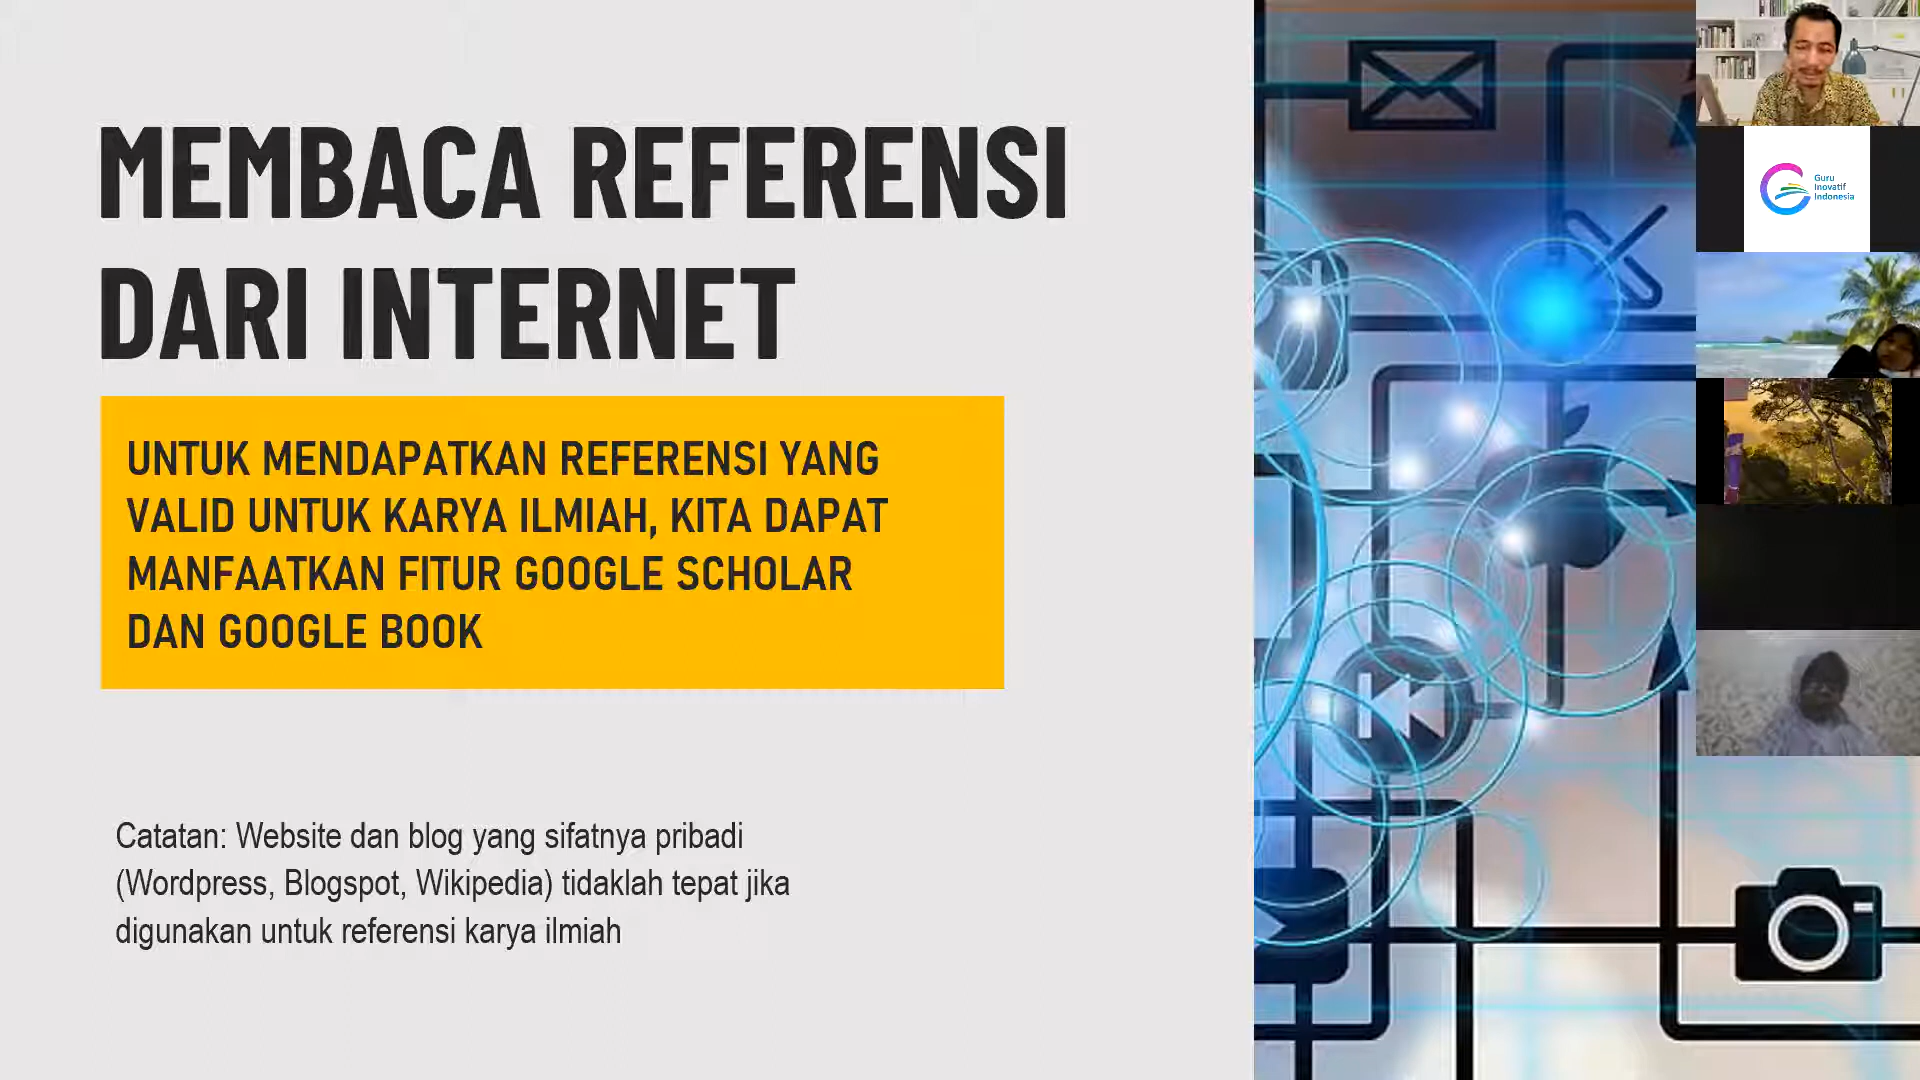 MEMBACA REFERENSI
DARI INTERNET
UNTUK MENDAPATKAN REFERENSI YANG
VALID UNTUK KARYA ILMIAH, KITA DAPAT
MANFAATKAN FITUR GOOGLE SCHOLAR
DAN GOOGLE BOOK
Catatan: Website dan blog yang sifatnya pribadi
(Wordpress, Blogspot, Wikipedia) tidaklah tepat jika
digunakan untuk referensi karya ilmiah
Guru
Inovatif
Indonesia